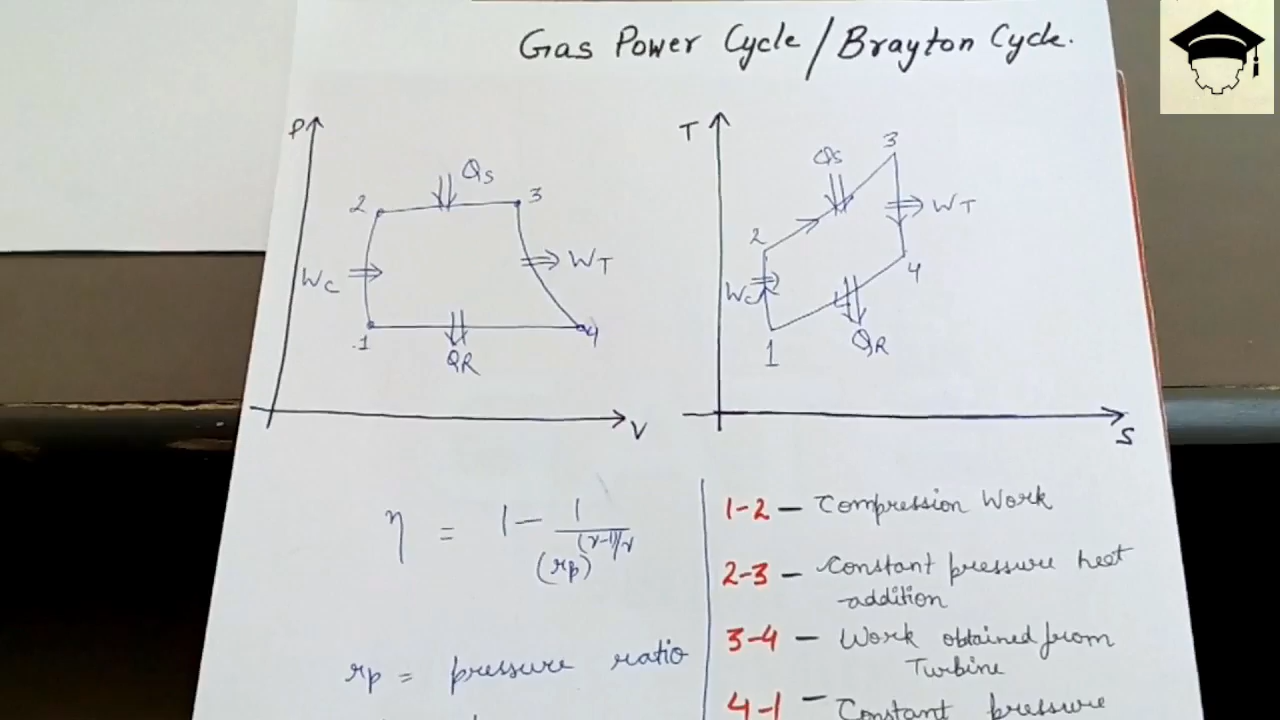 Gas Power Cycle / Brayton Cycle.
P
2
Qs
3
Wc
WT
1
QR
4
V
T
3
Qs
2
WT
Wc
4
1
QR
S
η = 1 - 1/(rp)^(γ-1)/γ
rp = pressure ratio
1-2 – Compression Work
2-3 – Constant pressure heat
addition
3-4 – Work obtained from
Turbine
4-1 – Constant pressure